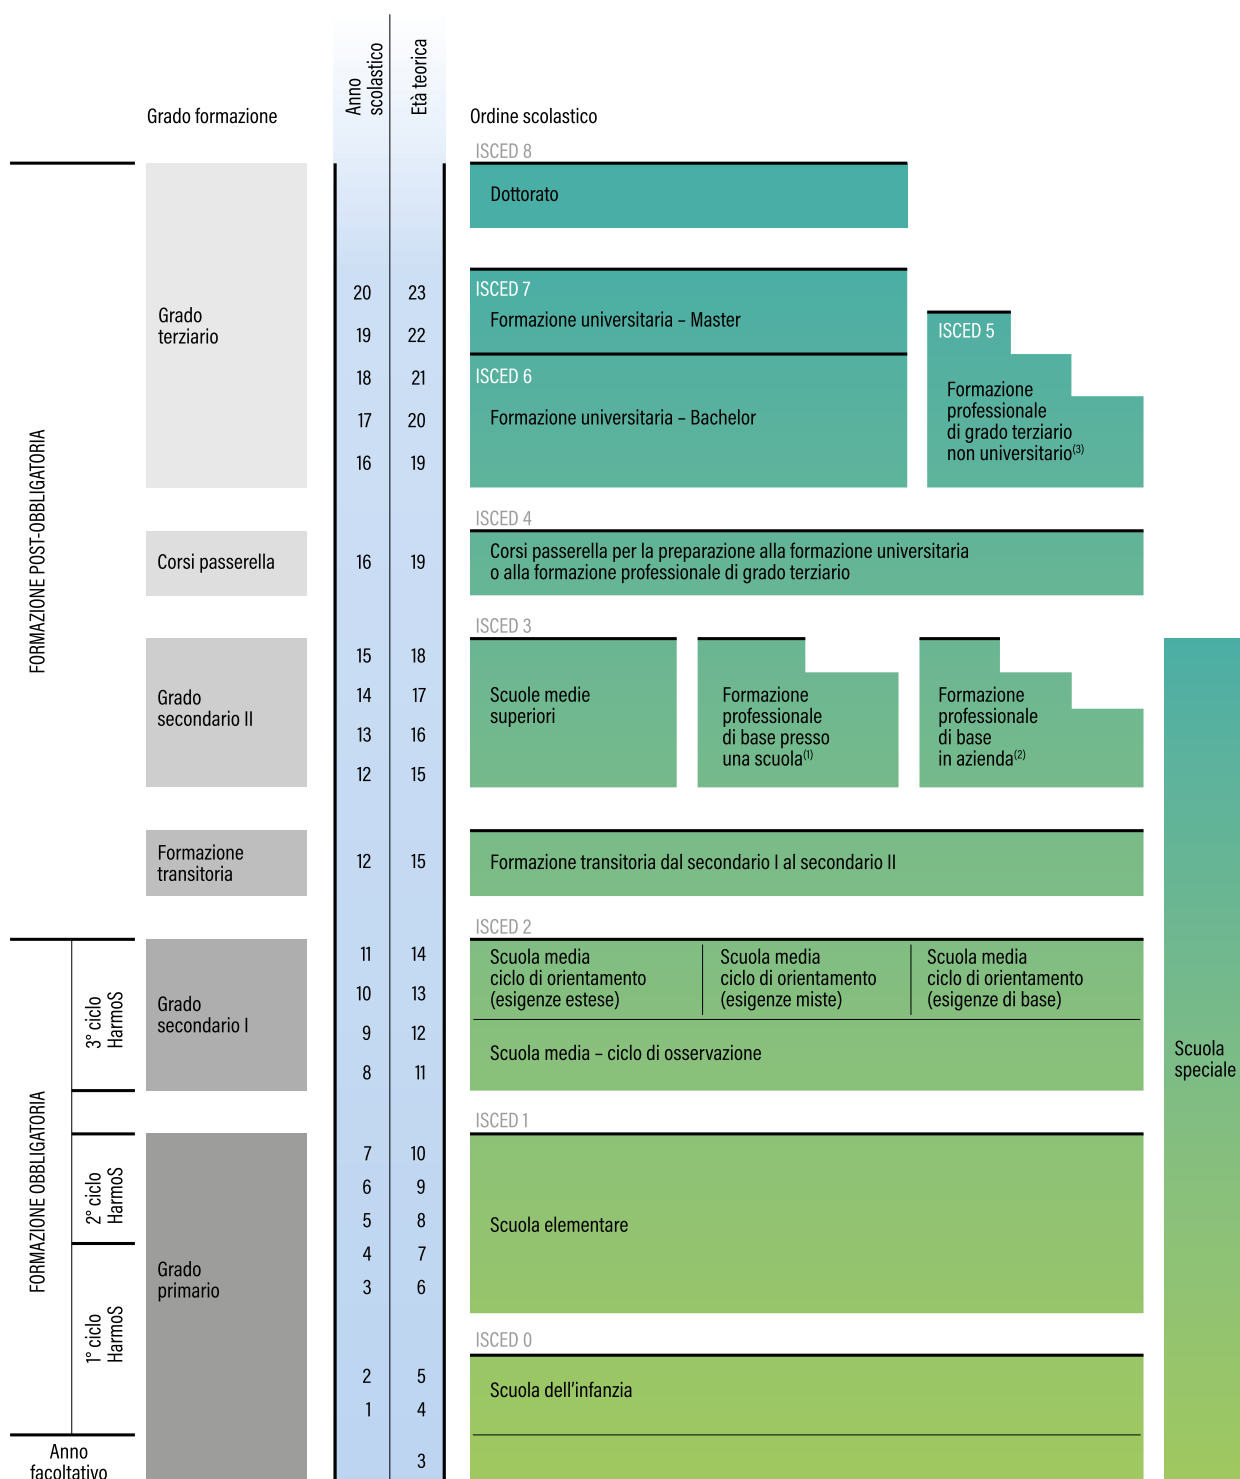 Grado formazione
Anno
scolastico
Età teorica
Ordine scolastico
ISCED 8
Dottorato
FORMAZIONE POST-OBBLIGATORIA
Grado
terziario
20 23
19 22
18 21
17 20
16 19
ISCED 7
Formazione universitaria – Master
ISCED 6
Formazione universitaria – Bachelor
ISCED 5
Formazione
professionale
di grado terziario
non universitario(3)
ISCED 4
Corsi passerella
16 19
Corsi passerella per la preparazione alla formazione universitaria
o alla formazione professionale di grado terziario
ISCED 3
Grado
secondario II
15 18
14 17
13 16
12 15
Scuole medie
superiori
Formazione
professionale
di base presso
una scuola(1)
Formazione
professionale
di base
in azienda(2)
Formazione
transitoria
12 15
Formazione transitoria dal secondario I al secondario II
ISCED 2
FORMAZIONE OBBLIGATORIA
3° ciclo
HarmoS
Grado
secondario I
11 14
10 13
9 12
8 11
Scuola media
ciclo di orientamento
(esigenze estese)
Scuola media
ciclo di orientamento
(esigenze miste)
Scuola media
ciclo di orientamento
(esigenze di base)
Scuola media – ciclo di osservazione
Scuola
speciale
ISCED 1
2° ciclo
HarmoS
1° ciclo
HarmoS
Grado
primario
7 10
6 9
5 8
4 7
3 6
Scuola elementare
ISCED 0
2 5
1 4
Scuola dell'infanzia
Anno
facoltativo
3